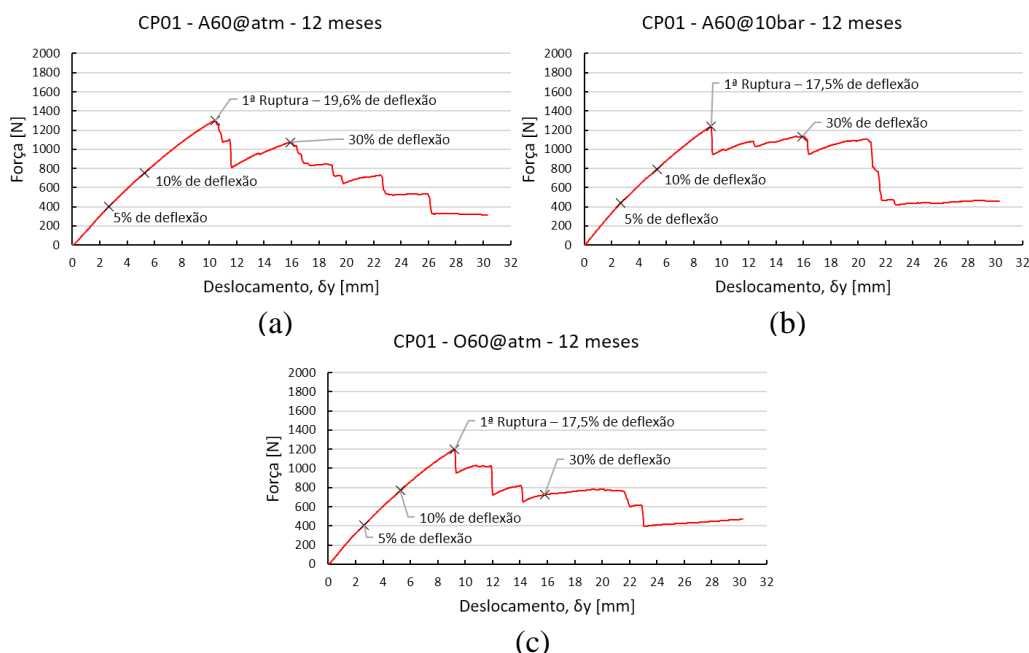 CP01 - A60@atm - 12 meses
2000
1800
1600
1400
1200
1000
800
600
400
200
0
Força [N]
1ª Ruptura – 19,6% de deflexão
30% de deflexão
10% de deflexão
5% de deflexão
0 2 4 6 8 10 12 14 16 18 20 22 24 26 28 30 32
Deslocamento, δy [mm]
(a)
CP01 - A60@10bar - 12 meses
2000
1800
1600
1400
1200
1000
800
600
400
200
0
Força [N]
1ª Ruptura – 17,5% de deflexão
30% de deflexão
10% de deflexão
5% de deflexão
0 2 4 6 8 10 12 14 16 18 20 22 24 26 28 30 32
Deslocamento, δy [mm]
(b)
CP01 - O60@atm - 12 meses
2000
1800
1600
1400
1200
1000
800
600
400
200
0
Força [N]
1ª Ruptura – 17,5% de deflexão
30% de deflexão
10% de deflexão
5% de deflexão
0 2 4 6 8 10 12 14 16 18 20 22 24 26 28 30 32
Deslocamento, δy [mm]
(c)